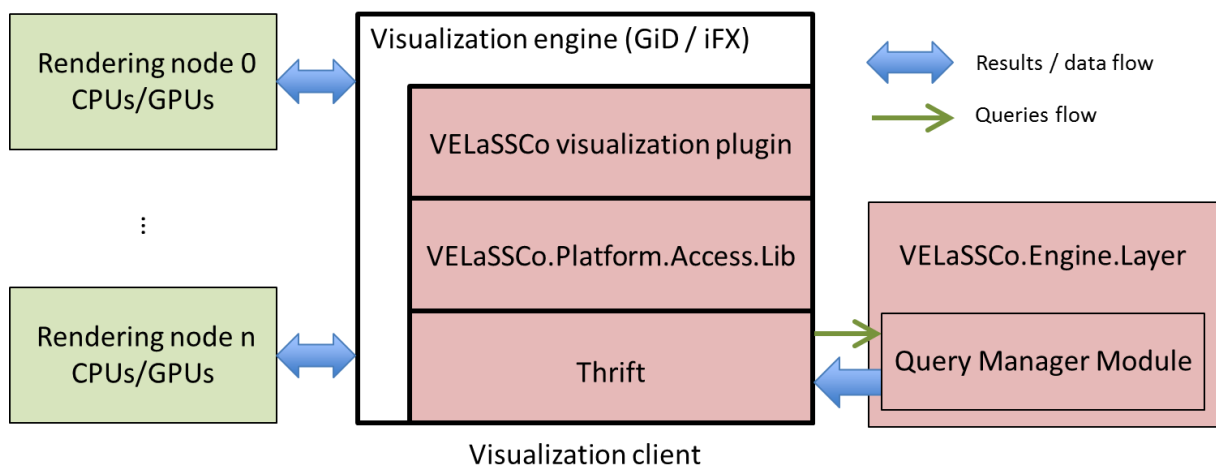 Rendering node 0
CPUs/GPUs
⋮
Rendering node n
CPUs/GPUs
Visualization engine (GiD / iFX)
VELaSSCo visualization plugin
VELaSSCo.Platform.Access.Lib
Thrift
Visualization client
Results / data flow
Queries flow
VELaSSCo.Engine.Layer
Query Manager Module